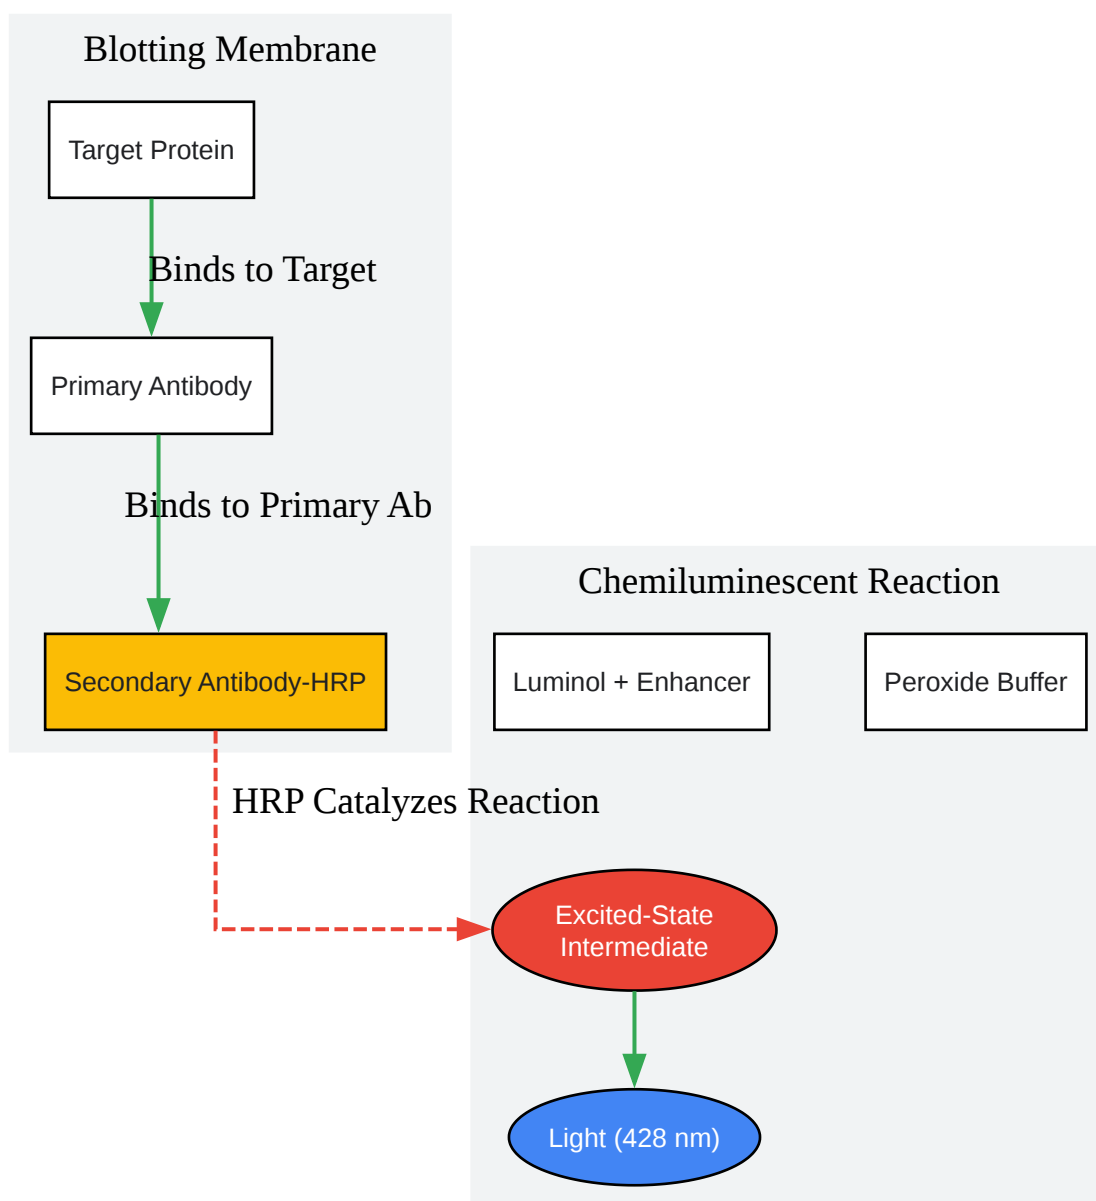 Blotting Membrane
Target Protein
Binds to Target
Primary Antibody
Binds to Primary Ab
Secondary Antibody-HRP
Chemiluminescent Reaction
Luminol + Enhancer
Peroxide Buffer
HRP Catalyzes Reaction
Excited-State
Intermediate
Light (428 nm)